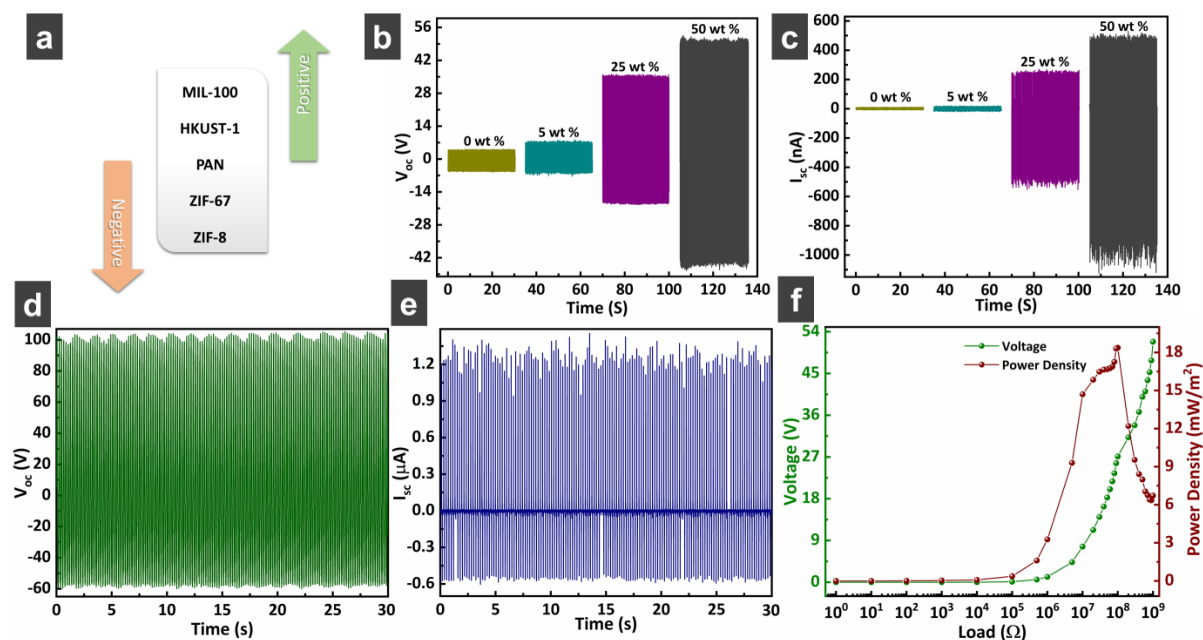 a
Positive
MIL-100
HKUST-1
PAN
ZIF-67
ZIF-8
Negative
b
56
42
28
14
0
-14
-28
-42
Voc (V)
0 wt %
5 wt %
25 wt %
50 wt %
0 20 40 60 80 100 120 140
Time (S)
c
600
400
200
0
-200
-400
-600
-800
-1000
Isc (nA)
0 wt %
5 wt %
25 wt %
50 wt %
0 20 40 60 80 100 120 140
Time (S)
d
100
80
60
40
20
0
-20
-40
-60
Voc (V)
0 5 10 15 20 25 30
Time (s)
e
1.2
0.9
0.6
0.3
0.0
-0.3
-0.6
Isc (μA)
0 5 10 15 20 25 30
Time (s)
f
54
45
36
27
18
9
0
Voltage (V)
Voltage
Power Density
18
15
12
9
6
3
0
Power Density (mW/m²)
10⁰ 10¹ 10² 10³ 10⁴ 10⁵ 10⁶ 10⁷ 10⁸ 10⁹
Load (Ω)